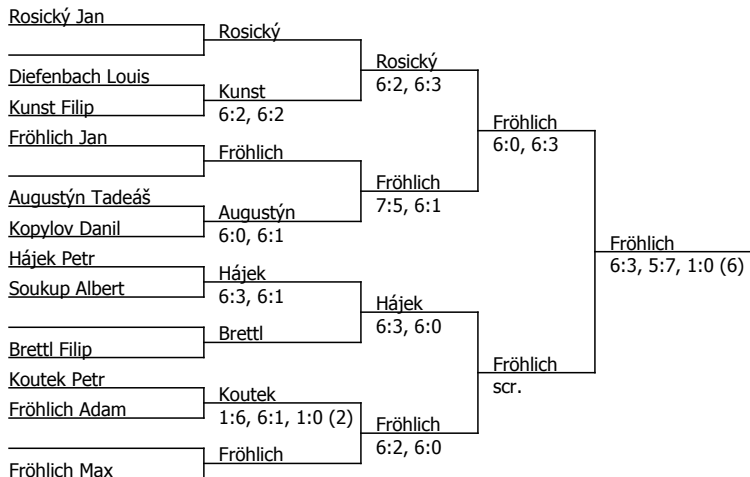 Rosický Jan
Rosický
Rosický
6:2, 6:3
Diefenbach Louis
Kunst
6:2, 6:2
Kunst Filip
Fröhlich
6:0, 6:3
Fröhlich Jan
Fröhlich
Fröhlich
7:5, 6:1
Augustýn Tadeáš
Augustýn
6:0, 6:1
Kopylov Danil
Fröhlich
6:3, 5:7, 1:0 (6)
Hájek Petr
Hájek
6:3, 6:1
Soukup Albert
Hájek
6:3, 6:0
Brettl
Brettl Filip
Fröhlich
scr.
Koutek Petr
Koutek
1:6, 6:1, 1:0 (2)
Fröhlich Adam
Fröhlich
6:2, 6:0
Fröhlich
Fröhlich Max